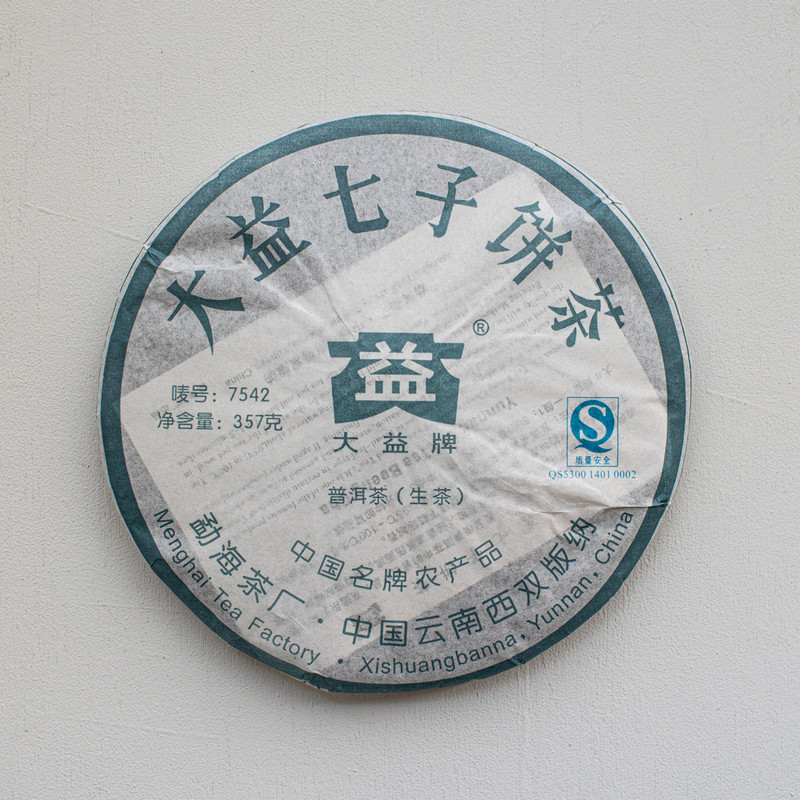 大益七子饼茶
®
益
大益牌
唛号：7542
净含量：357克
普洱茶（生茶）
质量安全
QS5300 1401 0002
中国名牌农产品
勐海茶厂·中国云南西双版纳
Menghai Tea Factory · Xishuangbanna, Yunnan, China